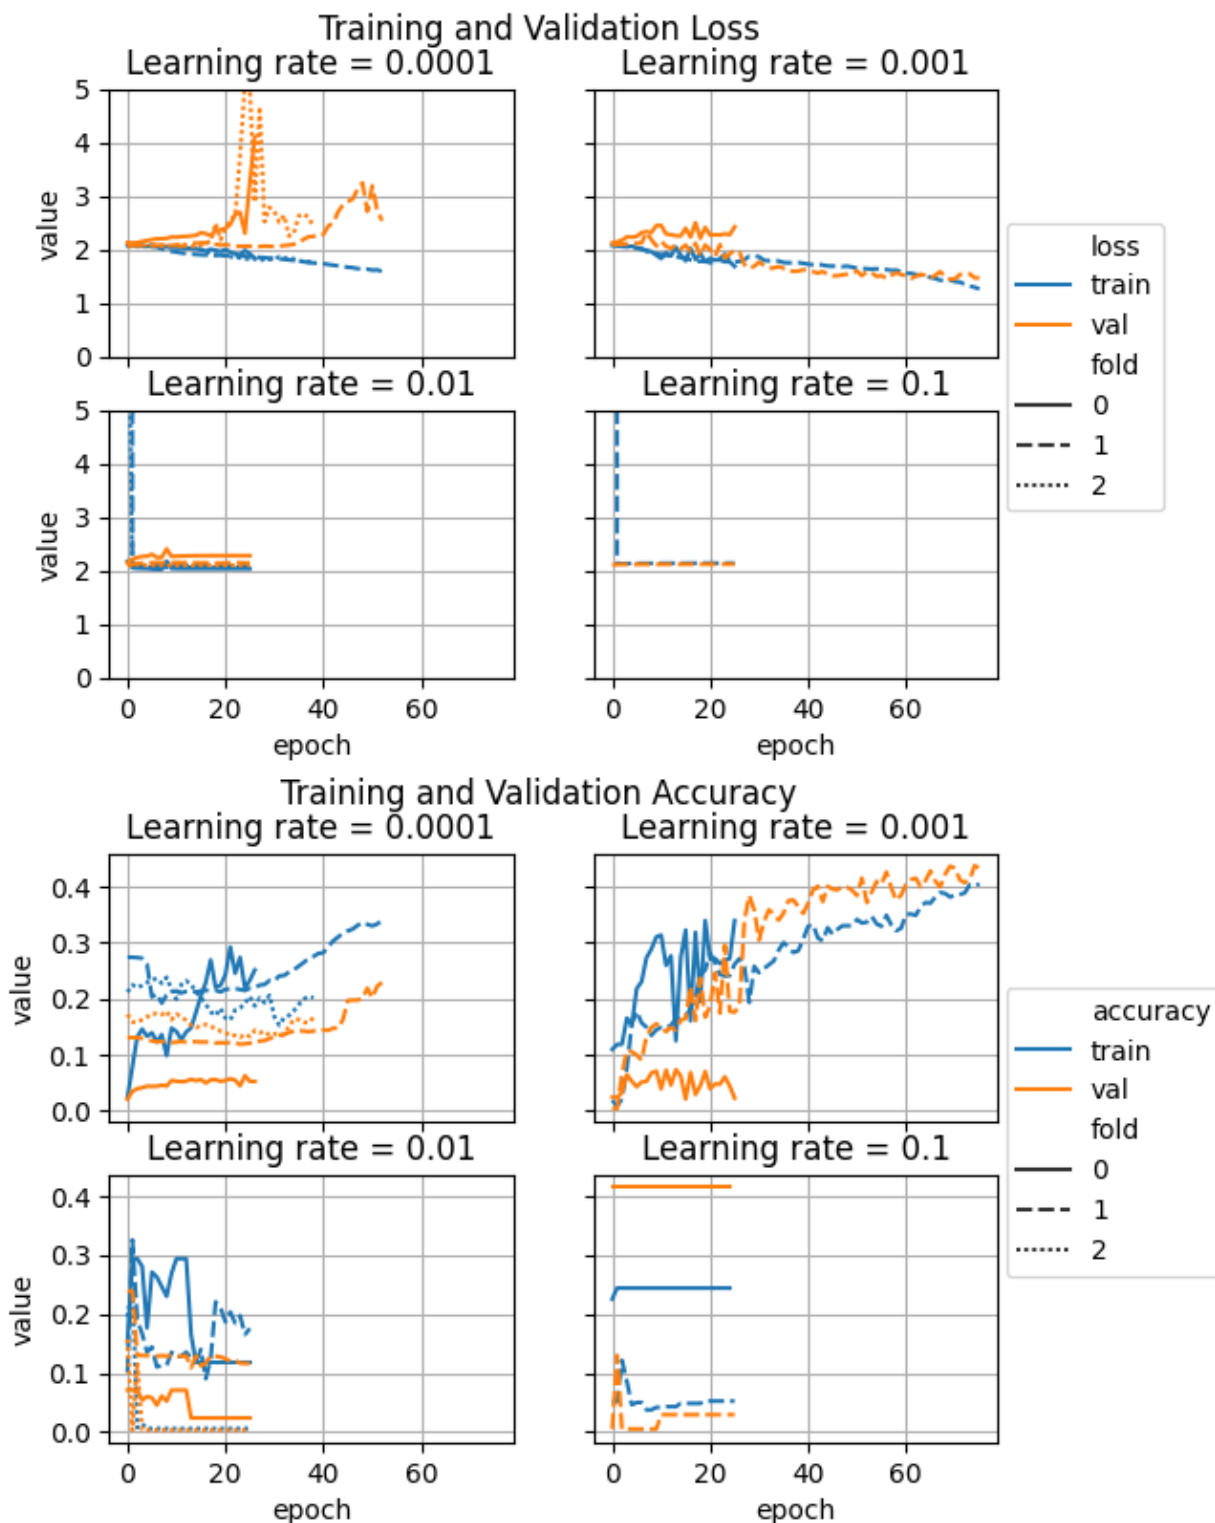 Training and Validation Loss
Learning rate = 0.0001
Learning rate = 0.001
5
4
3
2
1
0
value
loss
train
val
fold
0
1
2
Learning rate = 0.01
Learning rate = 0.1
5
4
3
2
1
0
value
0 20 40 60
0 20 40 60
epoch
epoch
Training and Validation Accuracy
Learning rate = 0.0001
Learning rate = 0.001
0.4
0.3
0.2
0.1
0.0
value
accuracy
train
val
fold
0
1
2
Learning rate = 0.01
Learning rate = 0.1
0.4
0.3
0.2
0.1
0.0
value
0 20 40 60
0 20 40 60
epoch
epoch